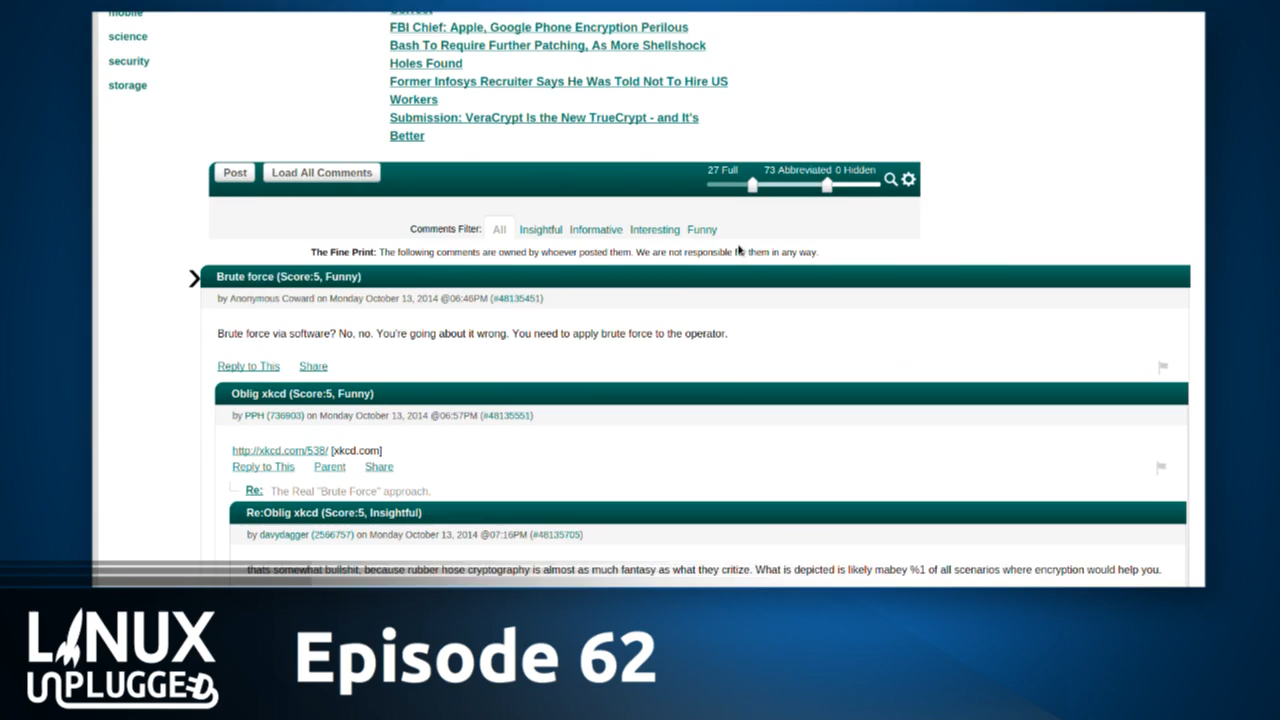 mobile
science
security
storage
Correct
FBI Chief: Apple, Google Phone Encryption Perilous
Bash To Require Further Patching, As More Shellshock
Holes Found
Former Infosys Recruiter Says He Was Told Not To Hire US
Workers
Submission: VeraCrypt Is the New TrueCrypt - and It's
Better
Post Load All Comments 27 Full 73 Abbreviated 0 Hidden
Comments Filter: All Insightful Informative Interesting Funny
The Fine Print: The following comments are owned by whoever posted them. We are not responsible for them in any way.
Brute force (Score:5, Funny)
by Anonymous Coward on Monday October 13, 2014 @06:46PM (#48135451)
Brute force via software? No, no. You're going about it wrong. You need to apply brute force to the operator.
Reply to This Share
Oblig xkcd (Score:5, Funny)
by PPH (736903) on Monday October 13, 2014 @06:57PM (#48135551)
http://xkcd.com/538/ [xkcd.com]
Reply to This Parent Share
Re: The Real "Brute Force" approach.
Re:Oblig xkcd (Score:5, Insightful)
by davydagger (2566757) on Monday October 13, 2014 @07:16PM (#48135705)
thats somewhat bullshit, because rubber hose cryptography is almost as much fantasy as what they critize. What is depicted is likely mabey %1 of all scenarios where encryption would help you.
LINUX
UNPLUGGED
Episode 62